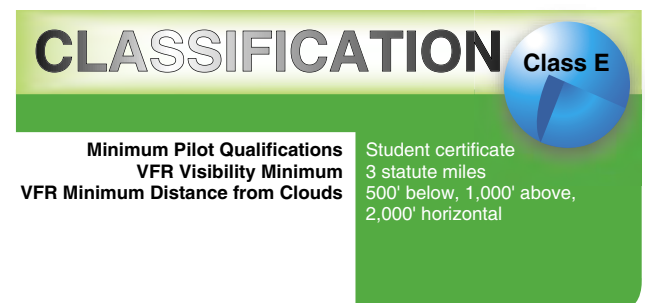 CLASSIFICATION
Class E
Minimum Pilot Qualifications Student certificate
VFR Visibility Minimum 3 statute miles
VFR Minimum Distance from Clouds 500' below, 1,000' above,
2,000' horizontal